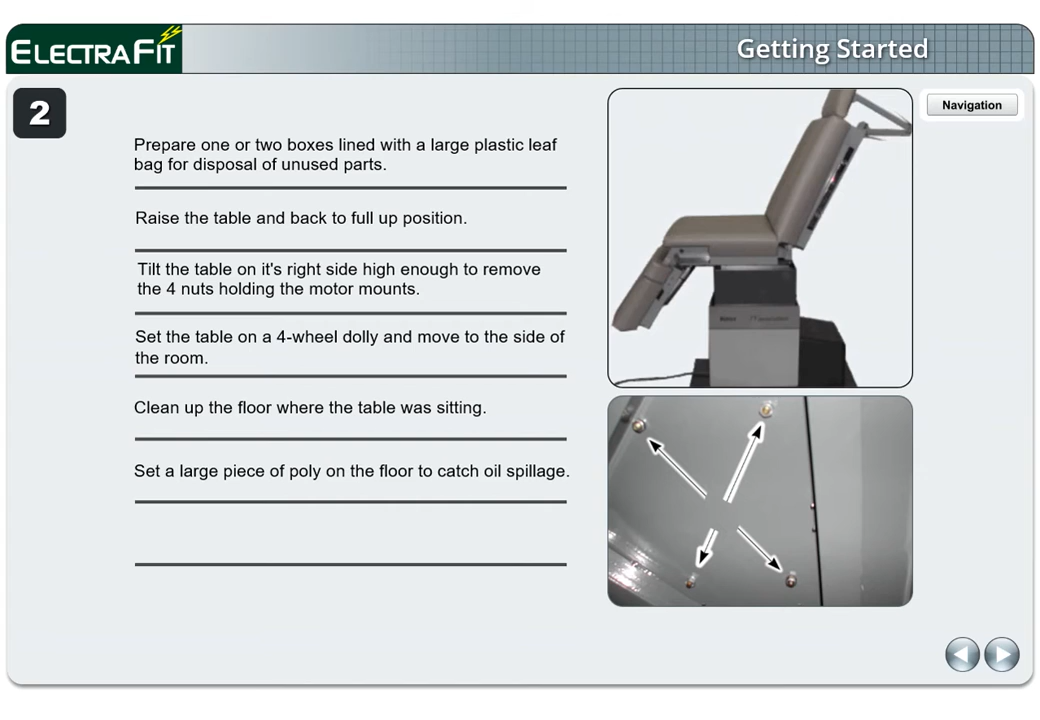 ELECTRAFIT
Getting Started
2
Navigation
Prepare one or two boxes lined with a large plastic leaf
bag for disposal of unused parts.
Raise the table and back to full up position.
Tilt the table on it's right side high enough to remove
the 4 nuts holding the motor mounts.
Set the table on a 4-wheel dolly and move to the side of
the room.
Clean up the floor where the table was sitting.
Set a large piece of poly on the floor to catch oil spillage.